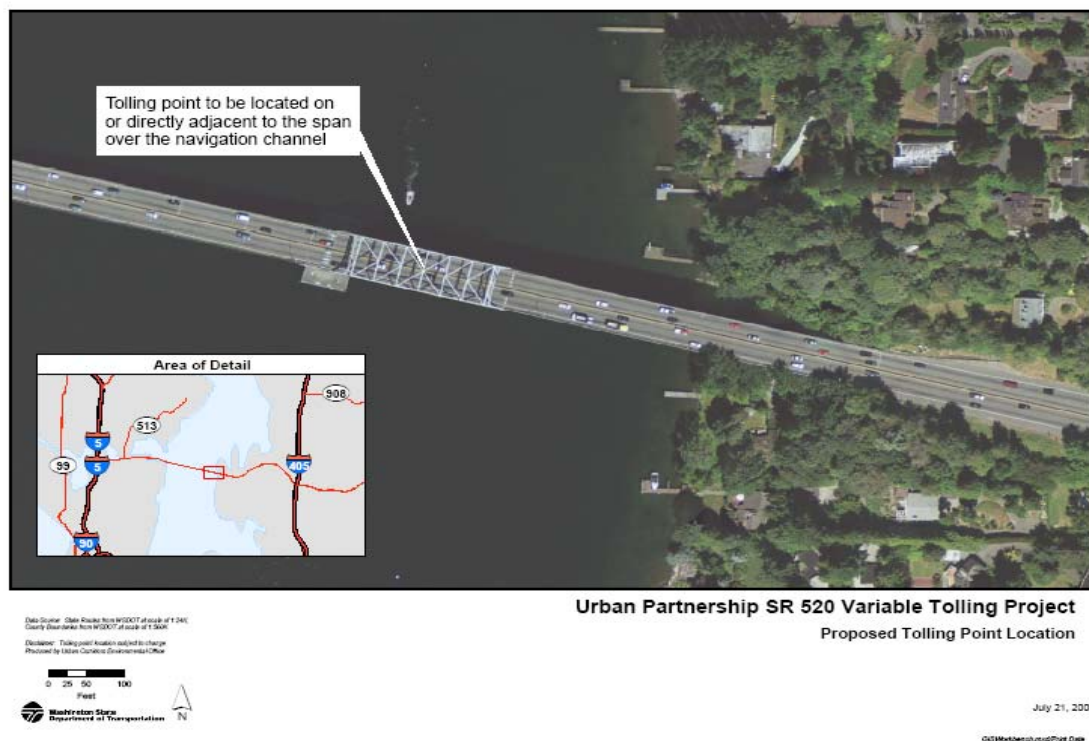 Tolling point to be located on
or directly adjacent to the span
over the navigation channel
Area of Detail
908
513
5
99
5
405
90
Urban Partnership SR 520 Variable Tolling Project
Proposed Tolling Point Location
Data Source: State Routes from WSDOT at scale of 1:24K,
County Boundaries from WSDOT at scale of 1:500K
Disclaimer: Tolling point location subject to change
Produced by Urban Corridors Environmental Office
0 25 50 100
Feet
Washington State
Department of Transportation
N
July 21, 200